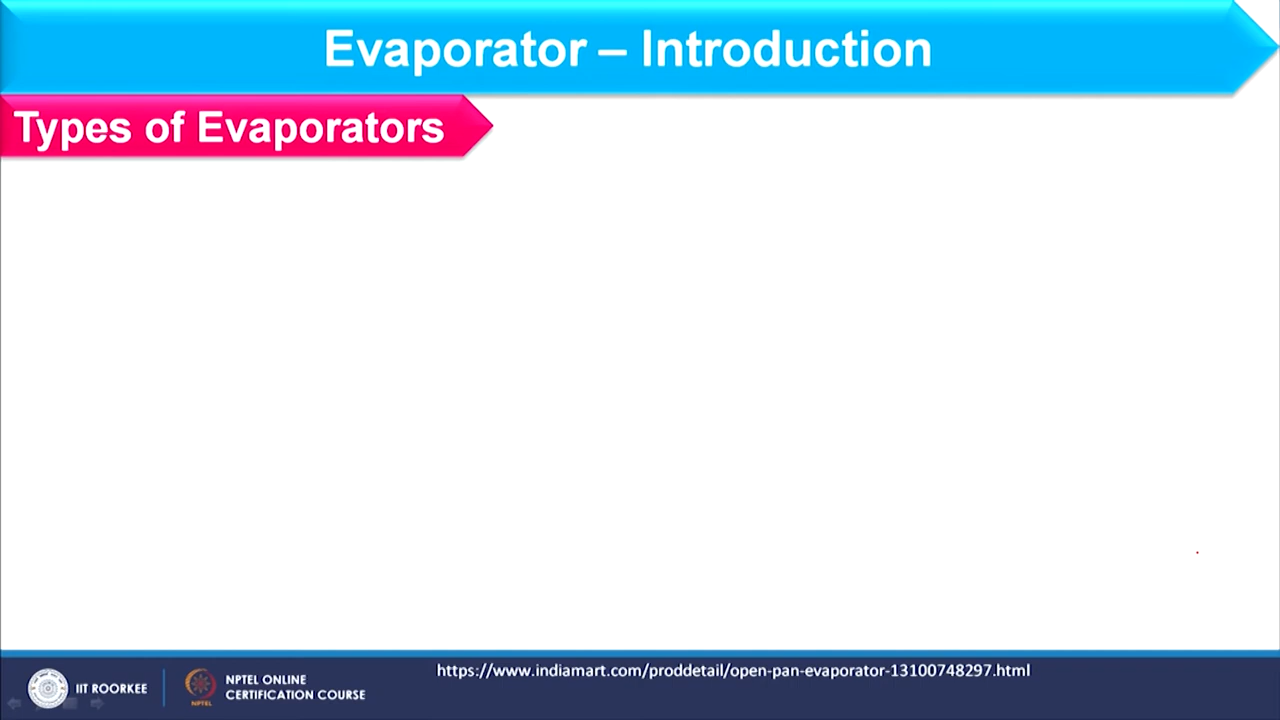 Evaporator – Introduction
Types of Evaporators
https://www.indiamart.com/proddetail/open-pan-evaporator-13100748297.html
IIT ROORKEE
NPTEL ONLINE
CERTIFICATION COURSE
NPTEL